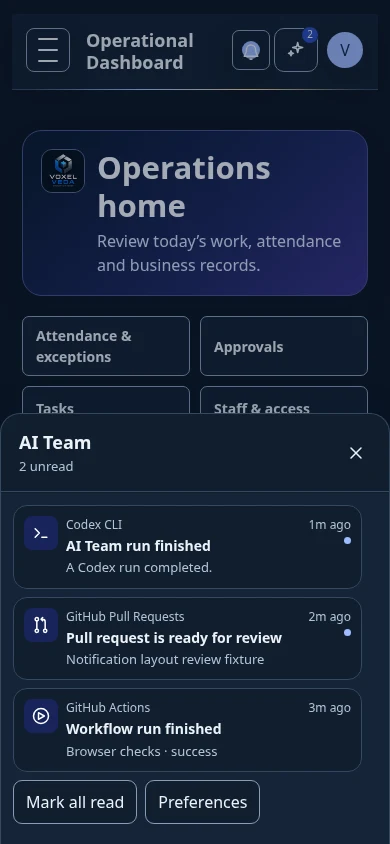 Operational
Dashboard
2
V
VOXEL
VEGA
Operations
home
Review today’s work, attendance
and business records.
Attendance &
exceptions
Approvals
Tasks
Staff & access
AI Team
2 unread
Codex CLI
1m ago
AI Team run finished
A Codex run completed.
GitHub Pull Requests
2m ago
Pull request is ready for review
Notification layout review fixture
GitHub Actions
3m ago
Workflow run finished
Browser checks · success
Mark all read
Preferences